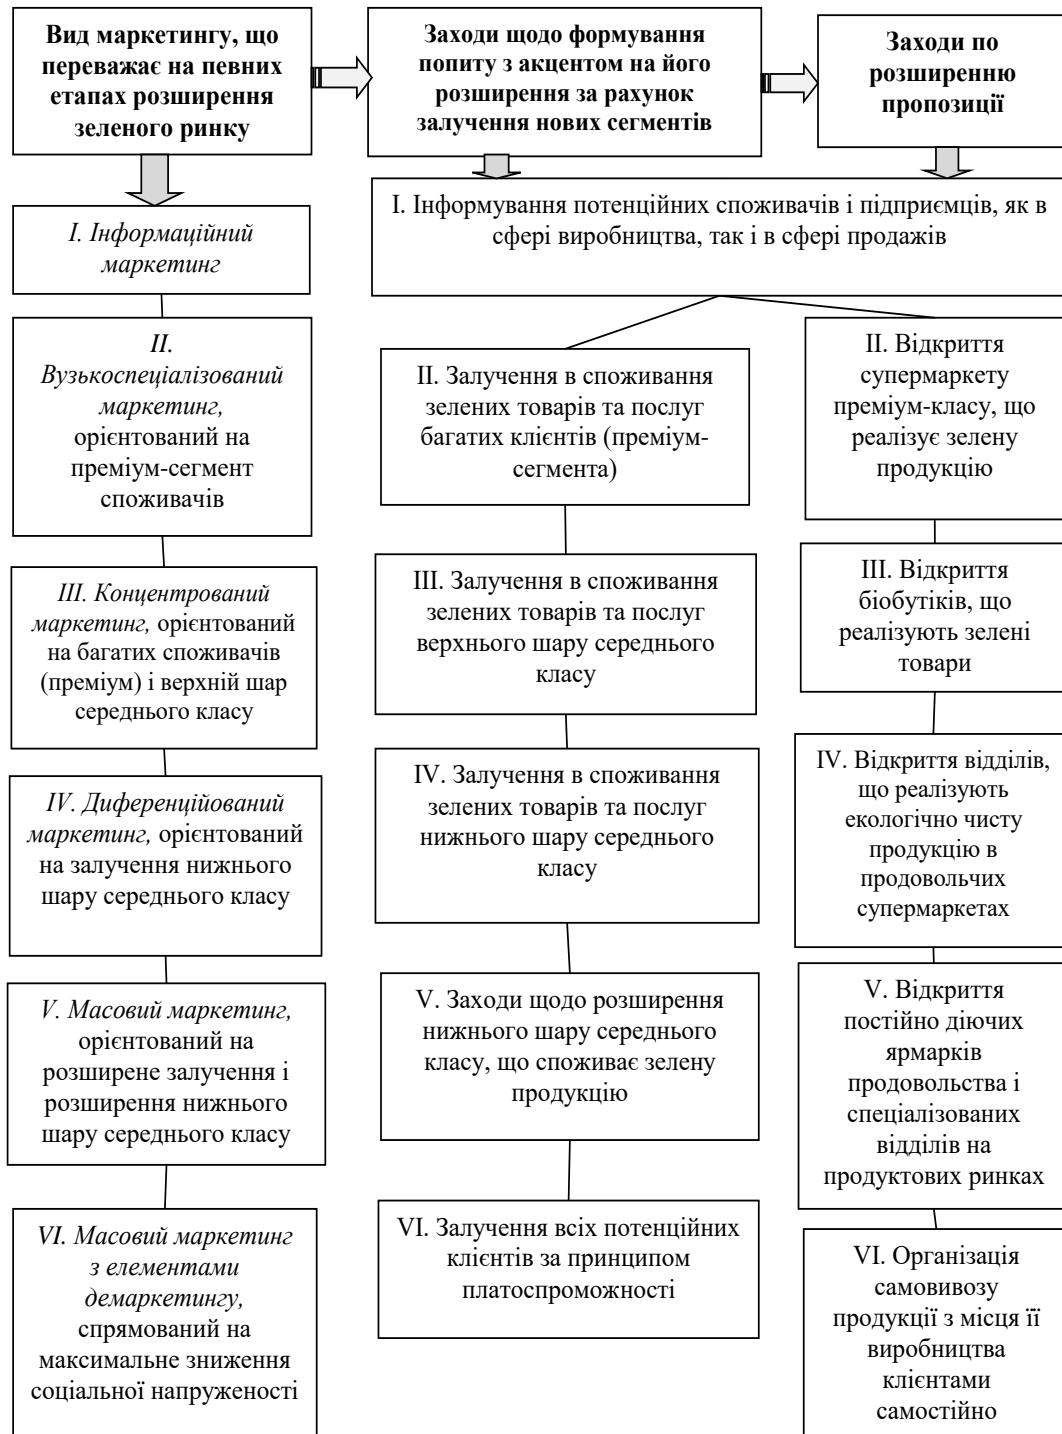 Вид маркетингу, що
переважає на певних
етапах розширення
зеленого ринку
Заходи щодо формування
попиту з акцентом на його
розширення за рахунок
залучення нових сегментів
Заходи по
розширенню
пропозиції
I. Інформаційний
маркетинг
I. Інформування потенційних споживачів і підприємців, як в
сфері виробництва, так і в сфері продажів
II.
Вузькоспеціалізований
маркетинг,
орієнтований на
преміум-сегмент
споживачів
II. Залучення в споживання
зелених товарів та послуг
багатих клієнтів (преміум-
сегмента)
II. Відкриття
супермаркету
преміум-класу, що
реалізує зелену
продукцію
III. Концентрований
маркетинг, орієнтований
на багатих споживачів
(преміум) і верхній шар
середнього класу
III. Залучення в споживання
зелених товарів та послуг
верхнього шару середнього
класу
III. Відкриття
біобутіків, що
реалізують зелені
товари
IV. Диференційований
маркетинг, орієнтований
на залучення нижнього
шару середнього класу
IV. Залучення в споживання
зелених товарів та послуг
нижнього шару середнього
класу
IV. Відкриття відділів,
що реалізують
екологічно чисту
продукцію в
продовольчих
супермаркетах
V. Масовий маркетинг,
орієнтований на
розширене залучення і
розширення нижнього
шару середнього класу
V. Заходи щодо розширення
нижнього шару середнього
класу, що споживає зелену
продукцію
V. Відкриття
постійно діючих
ярмарків
продовольства і
спеціалізованих
відділів на
продуктових ринках
VI. Масовий маркетинг
з елементами
демаркетингу,
спрямований на
максимальне зниження
соціальної напруженості
VI. Залучення всіх потенційних
клієнтів за принципом
платоспроможності
VI. Організація
самовивозу
продукції з місця її
виробництва
клієнтами
самостійно